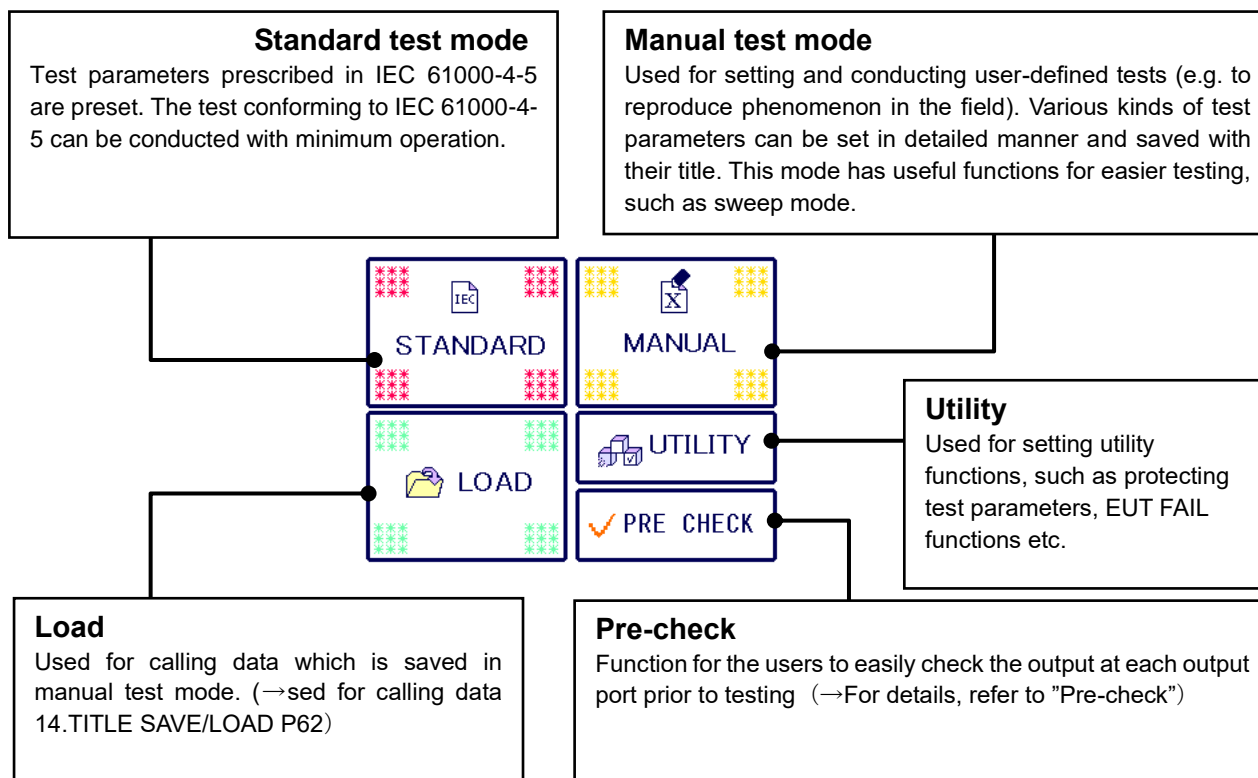 Standard test mode
Test parameters prescribed in IEC 61000-4-5
are preset. The test conforming to IEC 61000-4-
5 can be conducted with minimum operation.
Manual test mode
Used for setting and conducting user-defined tests (e.g. to
reproduce phenomenon in the field). Various kinds of test
parameters can be set in detailed manner and saved with
their title. This mode has useful functions for easier testing,
such as sweep mode.
IEC
STANDARD
X
MANUAL
LOAD
UTILITY
PRE CHECK
Utility
Used for setting utility
functions, such as protecting
test parameters, EUT FAIL
functions etc.
Load
Used for calling data which is saved in
manual test mode. (→sed for calling data
14.TITLE SAVE/LOAD P62）
Pre-check
Function for the users to easily check the output at each output
port prior to testing（→For details, refer to ”Pre-check”）